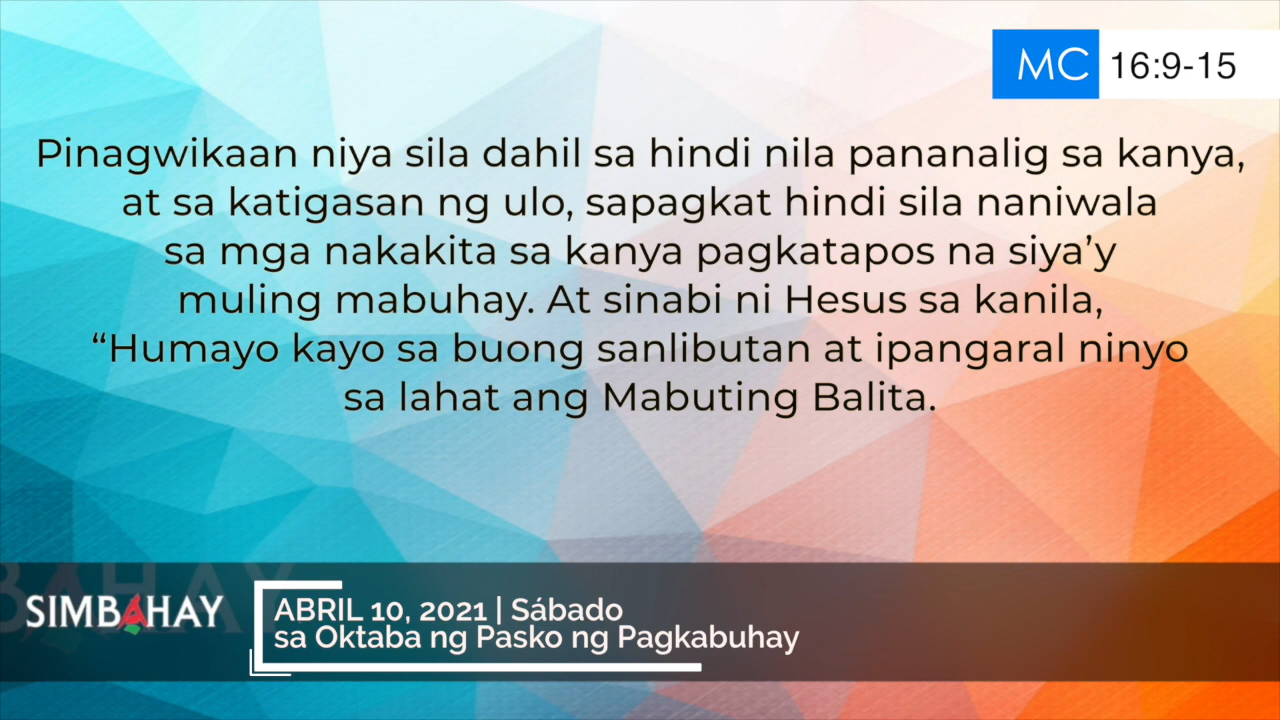 MC 16:9-15
Pinagwikaan niya sila dahil sa hindi nila pananalig sa kanya,
at sa katigasan ng ulo, sapagkat hindi sila naniwala
sa mga nakakita sa kanya pagkatapos na siya’y
muling mabuhay. At sinabi ni Hesus sa kanila,
“Humayo kayo sa buong sanlibutan at ipangaral ninyo
sa lahat ang Mabuting Balita.
SIMBAHAY
ABRIL 10, 2021 | Sábado
sa Oktaba ng Pasko ng Pagkabuhay